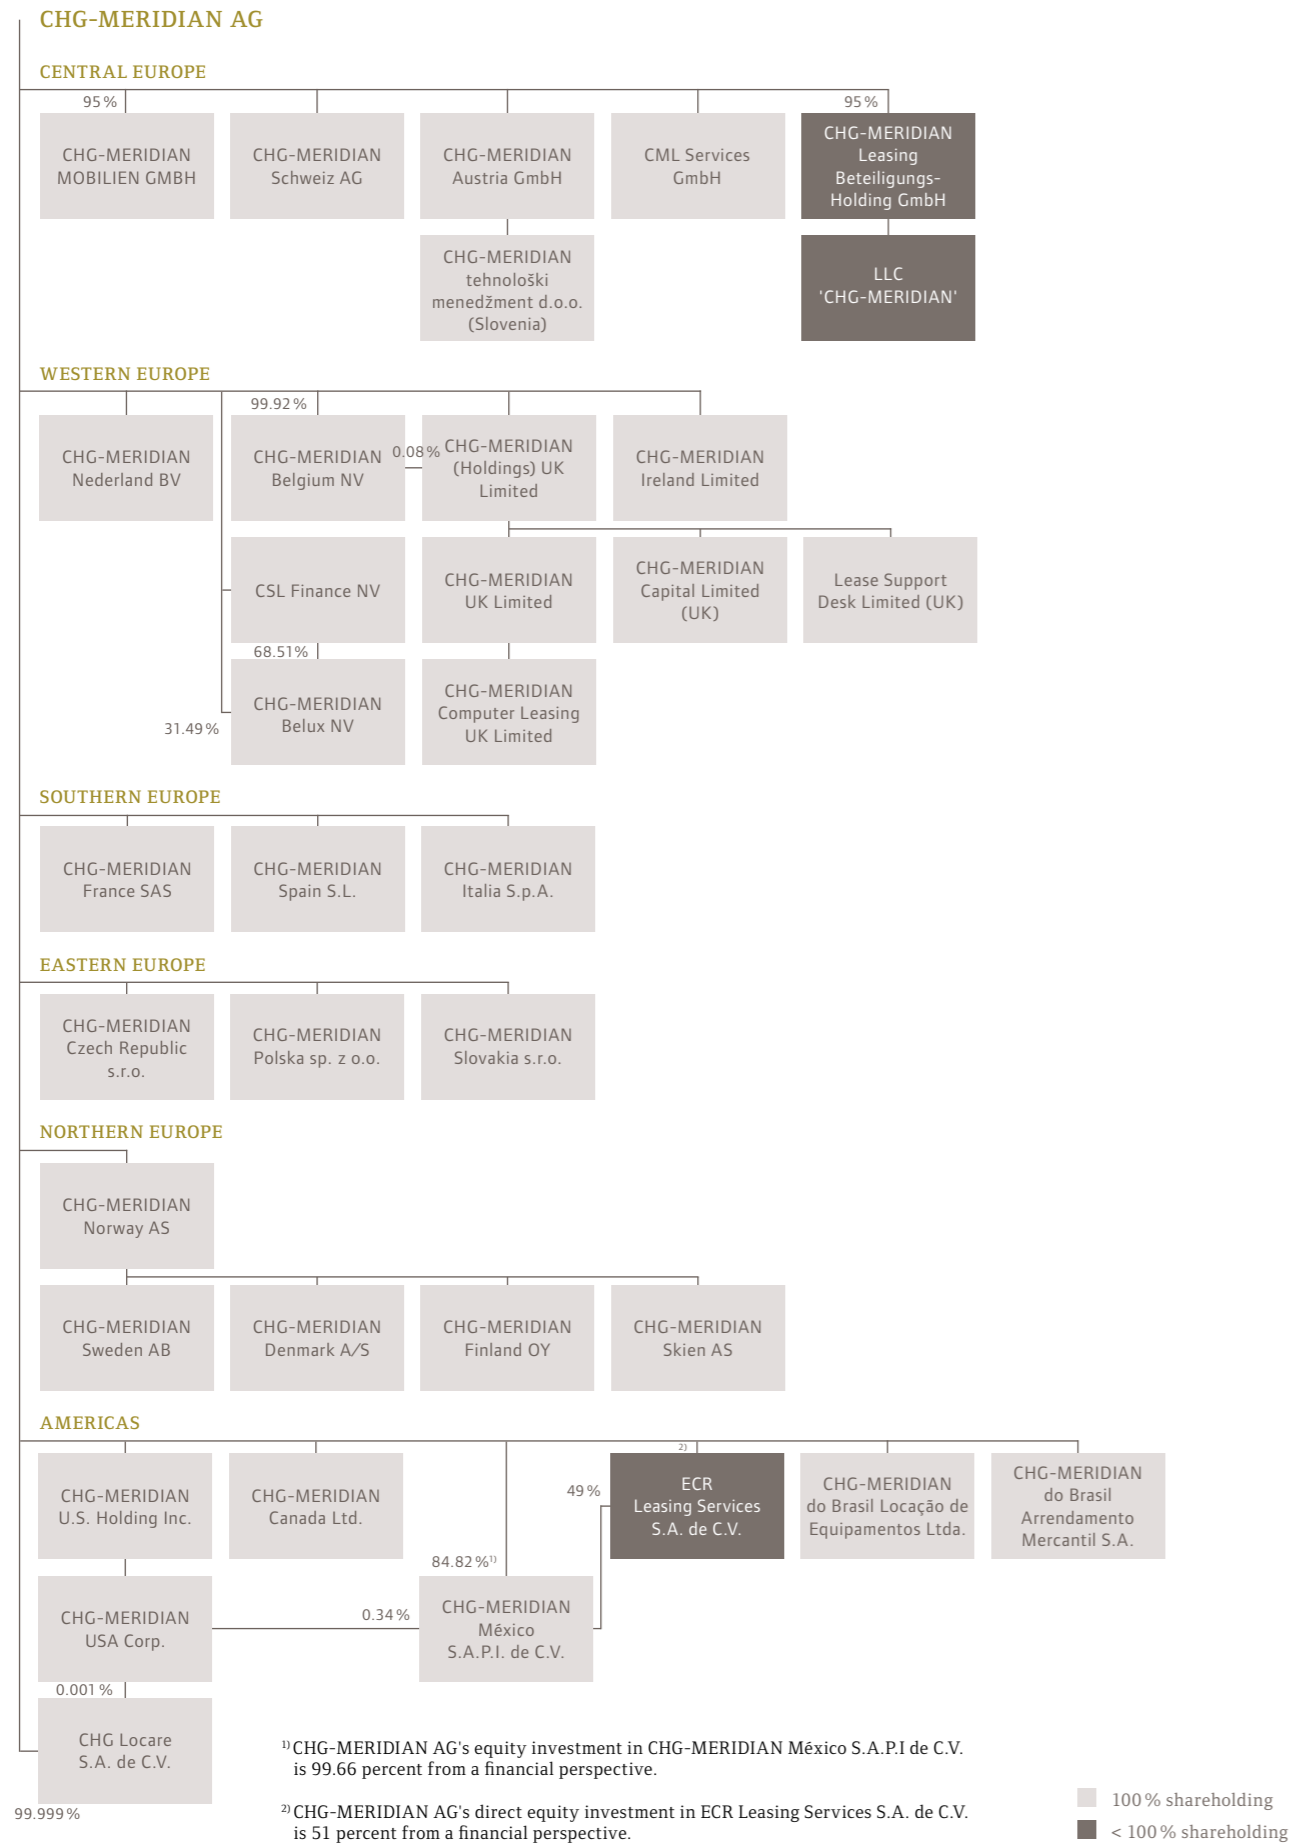 CHG-MERIDIAN AG
CENTRAL EUROPE
95%
95%
CHG-MERIDIAN
MOBILIEN GMBH
CHG-MERIDIAN
Schweiz AG
CHG-MERIDIAN
Austria GmbH
CML Services
GmbH
CHG-MERIDIAN
Leasing
Beteiligungs-
Holding GmbH
CHG-MERIDIAN
tehnološki
menedžment d.o.o.
(Slovenia)
LLC
'CHG-MERIDIAN'
WESTERN EUROPE
99.92%
CHG-MERIDIAN
Nederland BV
CHG-MERIDIAN
Belgium NV
0.08%
CHG-MERIDIAN
(Holdings) UK
Limited
CHG-MERIDIAN
Ireland Limited
CSL Finance NV
CHG-MERIDIAN
UK Limited
CHG-MERIDIAN
Capital Limited
(UK)
Lease Support
Desk Limited (UK)
68.51%
31.49%
CHG-MERIDIAN
Belux NV
CHG-MERIDIAN
Computer Leasing
UK Limited
SOUTHERN EUROPE
CHG-MERIDIAN
France SAS
CHG-MERIDIAN
Spain S.L.
CHG-MERIDIAN
Italia S.p.A.
EASTERN EUROPE
CHG-MERIDIAN
Czech Republic
s.r.o.
CHG-MERIDIAN
Polska sp. z o.o.
CHG-MERIDIAN
Slovakia s.r.o.
NORTHERN EUROPE
CHG-MERIDIAN
Norway AS
CHG-MERIDIAN
Sweden AB
CHG-MERIDIAN
Denmark A/S
CHG-MERIDIAN
Finland OY
CHG-MERIDIAN
Skien AS
AMERICAS
CHG-MERIDIAN
U.S. Holding Inc.
CHG-MERIDIAN
Canada Ltd.
49%
2)
ECR
Leasing Services
S.A. de C.V.
CHG-MERIDIAN
do Brasil Locação de
Equipamentos Ltda.
CHG-MERIDIAN
do Brasil
Arrendamento
Mercantil S.A.
84.82%1)
CHG-MERIDIAN
USA Corp.
0.34%
CHG-MERIDIAN
México
S.A.P.I. de C.V.
0.001%
CHG Locare
S.A. de C.V.
99.999%
1) CHG-MERIDIAN AG's equity investment in CHG-MERIDIAN México S.A.P.I de C.V.
is 99.66 percent from a financial perspective.
2) CHG-MERIDIAN AG's direct equity investment in ECR Leasing Services S.A. de C.V.
is 51 percent from a financial perspective.
100% shareholding
< 100% shareholding